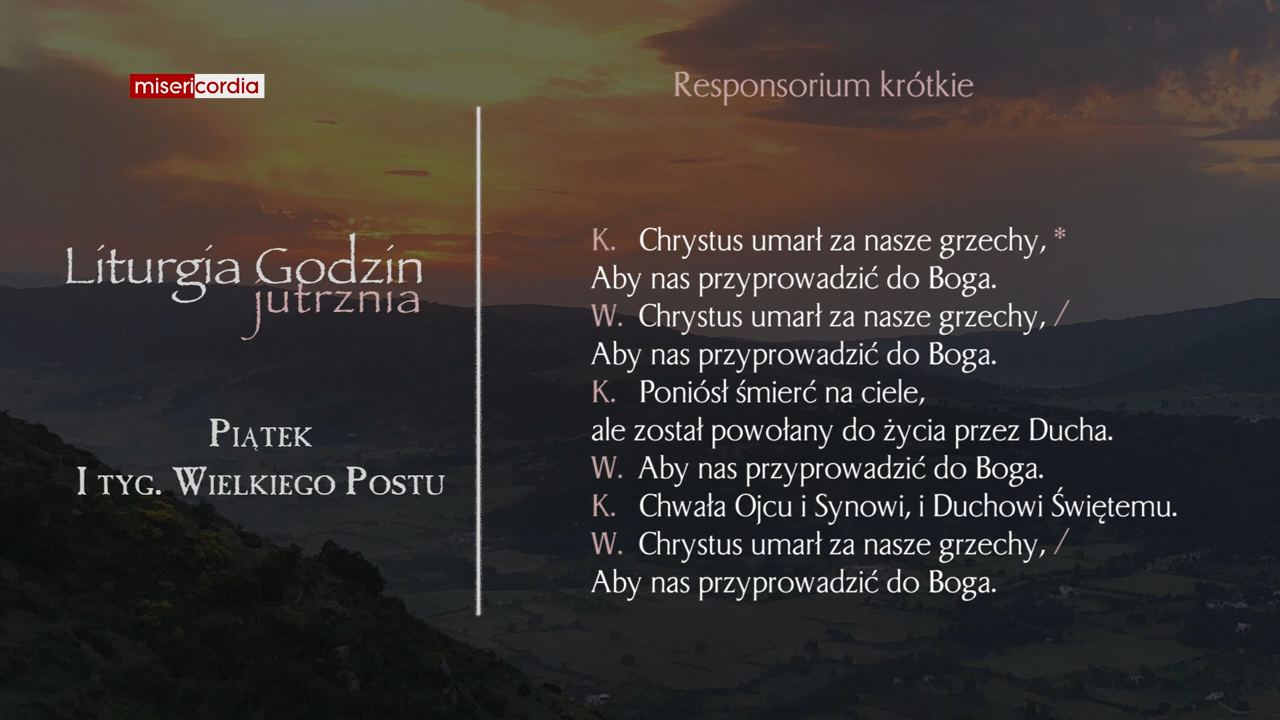 misericordia
Liturgia Godzin
jutrznia
Piątek
I tyg. Wielkiego Postu
Responsorium krótkie
K. Chrystus umarł za nasze grzechy, *
Aby nas przyprowadzić do Boga.
W. Chrystus umarł za nasze grzechy, /
Aby nas przyprowadzić do Boga.
K. Poniósł śmierć na ciele,
ale został powołany do życia przez Ducha.
W. Aby nas przyprowadzić do Boga.
K. Chwała Ojcu i Synowi, i Duchowi Świętemu.
W. Chrystus umarł za nasze grzechy, /
Aby nas przyprowadzić do Boga.